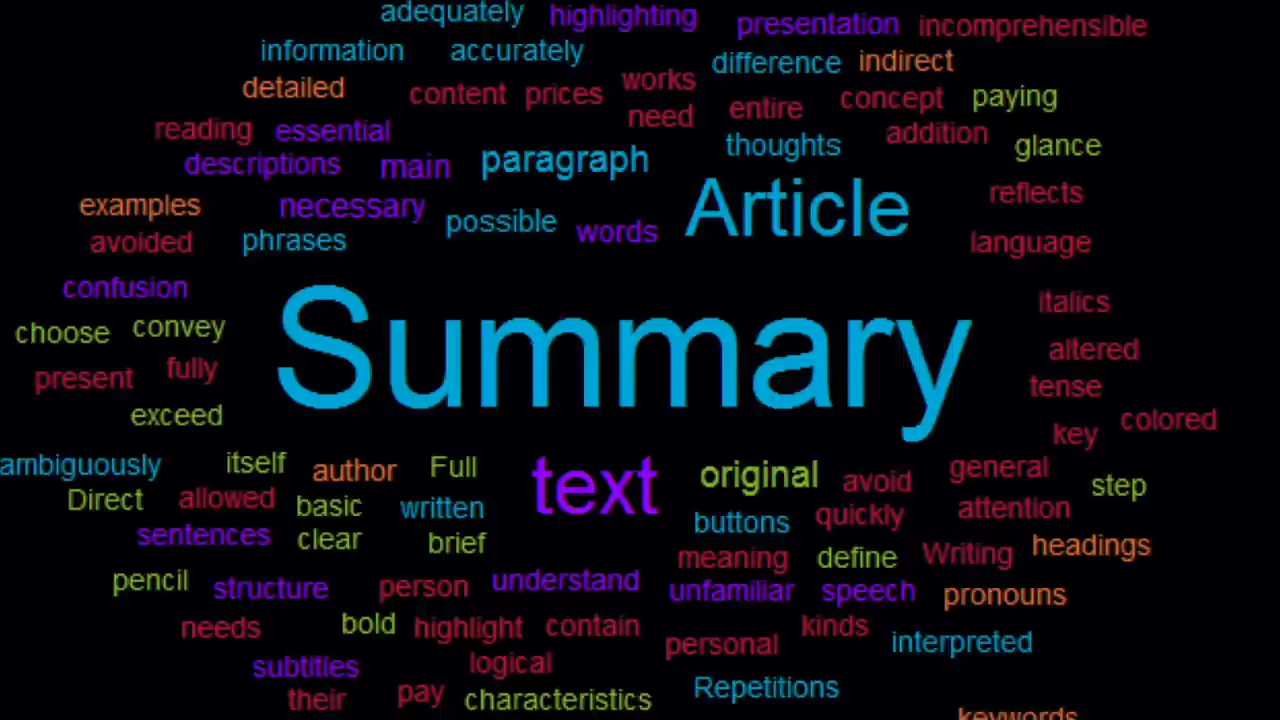 adequately highlighting presentation incomprehensible
information accurately difference indirect
detailed content prices works entire concept paying
reading essential need thoughts addition glance
descriptions main paragraph
examples necessary possible words Article reflects
avoided phrases language
confusion Summary italics
choose convey altered
present fully tense
exceed key colored
ambiguously itself author Full text original avoid general step
Direct allowed basic written buttons quickly attention
sentences clear brief meaning define Writing headings
pencil structure person understand unfamiliar speech pronouns
needs bold highlight contain personal kinds interpreted
subtitles logical
their pay characteristics Repetitions
keywords